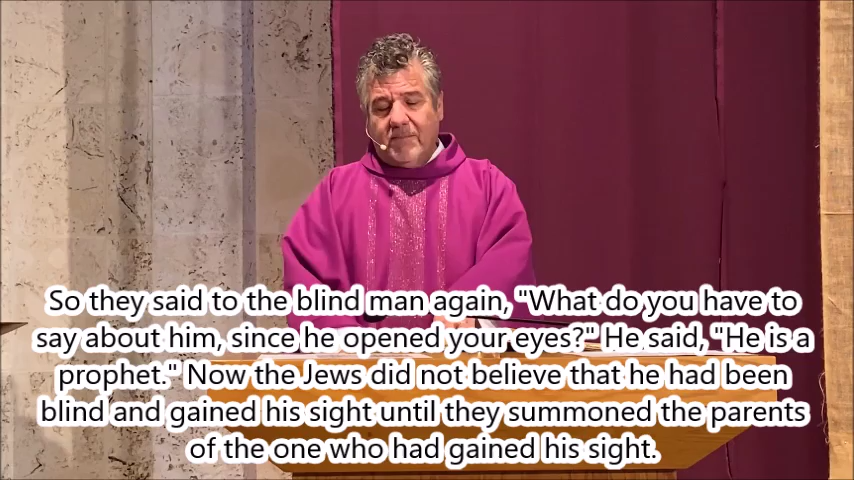 So they said to the blind man again, "What do you have to
say about him, since he opened your eyes?" He said, "He is a
prophet." Now the Jews did not believe that he had been
blind and gained his sight until they summoned the parents
of the one who had gained his sight.